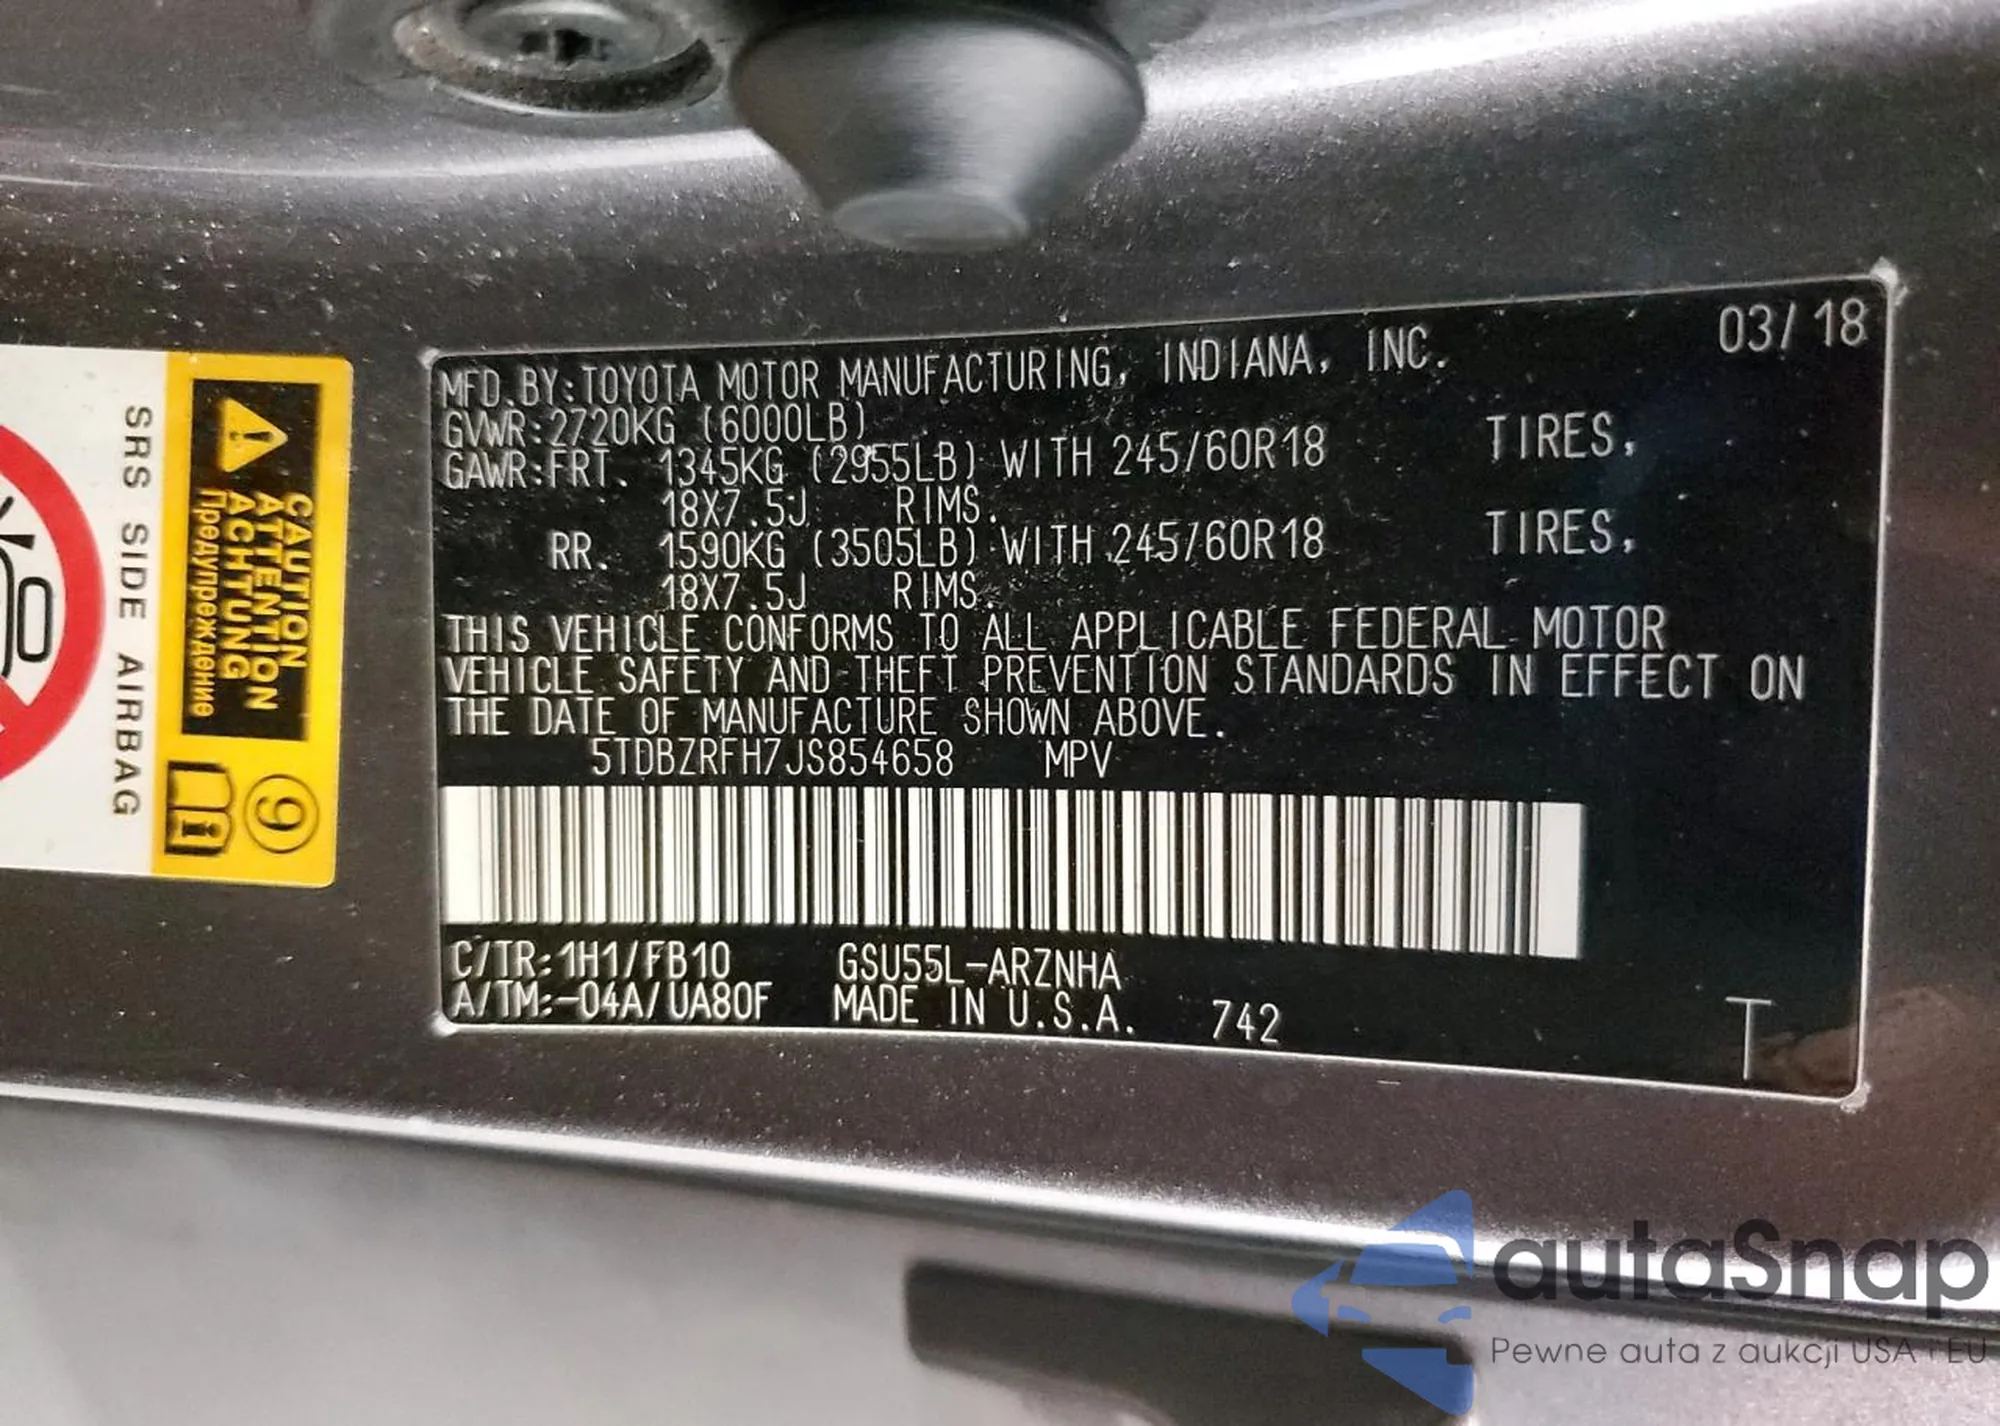 SRS SIDE AIRBAG
CAUTION
ATTENTION
ACHTUNG
Предупреждение
9
03/18
MFD.BY:TOYOTA MOTOR MANUFACTURING, INDIANA, INC.
GVWR:2720KG (6000LB)
GAWR:FRT. 1345KG (2955LB) WITH 245/60R18 TIRES,
18X7.5J RIMS.
RR. 1590KG (3505LB) WITH 245/60R18 TIRES,
18X7.5J RIMS.
THIS VEHICLE CONFORMS TO ALL APPLICABLE FEDERAL MOTOR
VEHICLE SAFETY AND THEFT PREVENTION STANDARDS IN EFFECT ON
THE DATE OF MANUFACTURE SHOWN ABOVE.
5TDBZRFH7JS854658 MPV
C/TR:1H1/FB10 GSU55L-ARZNHA
A/TM:-04A/UA80F MADE IN U.S.A. 742
T
autaSnap
Pewne auta z aukcji USA i EU